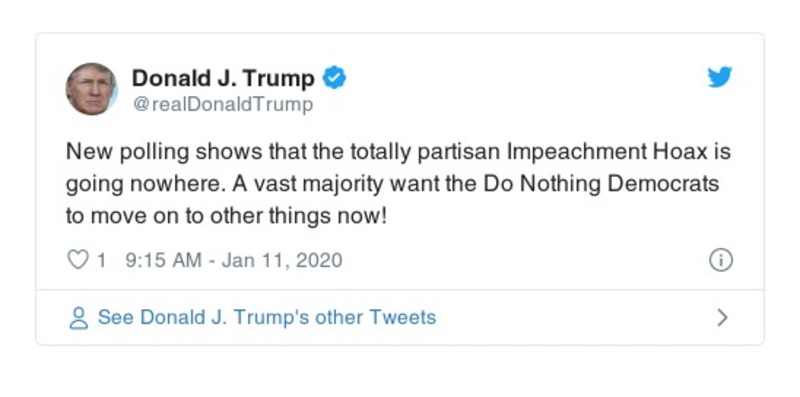 Donald J. Trump
@realDonaldTrump
New polling shows that the totally partisan Impeachment Hoax is
going nowhere. A vast majority want the Do Nothing Democrats
to move on to other things now!
1 9:15 AM - Jan 11, 2020
See Donald J. Trump's other Tweets